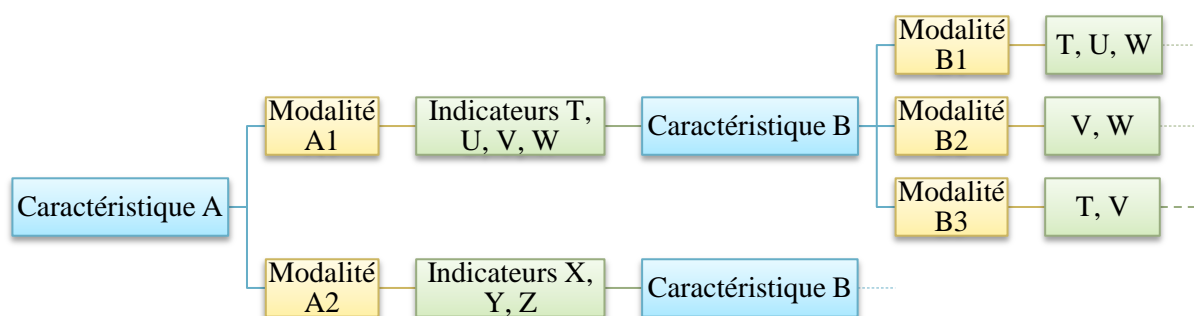 Modalité
B1
T, U, W
Modalité
A1
Indicateurs T,
U, V, W
Caractéristique B
Modalité
B2
V, W
Caractéristique A
Modalité
B3
T, V
Modalité
A2
Indicateurs X,
Y, Z
Caractéristique B